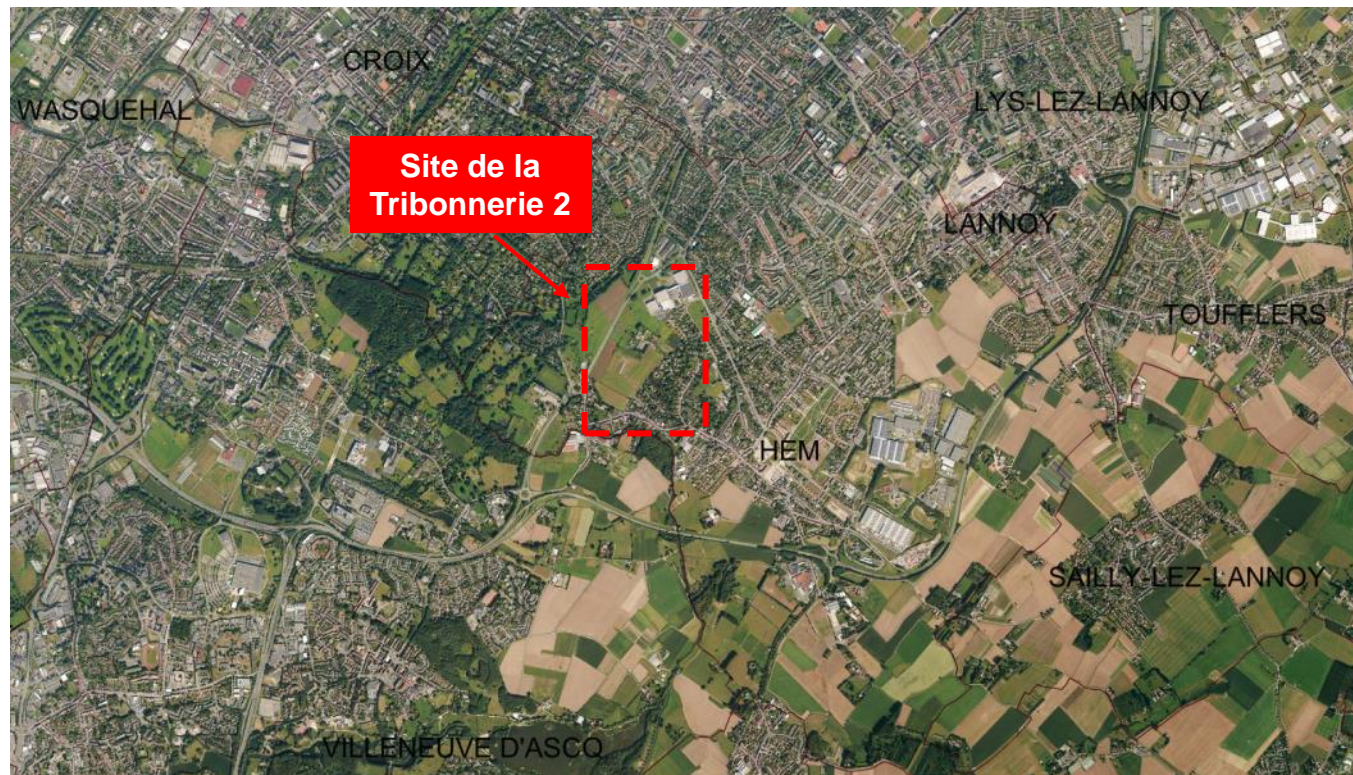 CROIX
WASQUEHAL
LYS-LEZ-LANNOY
Site de la
Tribonnerie 2
LANNOY
TOUFFLERS
HEM
SAILLY-LEZ-LANNOY
VILLENEUVE D'ASCQ